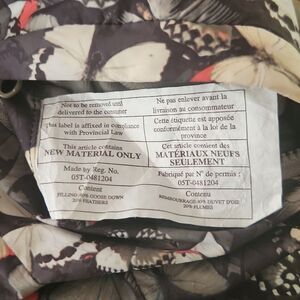 Not to be removed until
delivered to the consumer
Ne pas enlever avant la
livraison au consommateur
This label is affixed in compliance
with Provincial Law
Cette étiquette est apposée
conformément à la loi de la
province
This article contains
NEW MATERIAL ONLY
Cet article contient des
MATÉRIAUX NEUFS
SEULEMENT
Made by Reg. No.
05T-0481204
Fabriqué par N° de permis :
05T-0481204
Content
FILLING: 80% GOOSE DOWN
20% FEATHERS
Contenu
REMBOURRAGE: 80% DUVET D'OIE
20% PLUMES